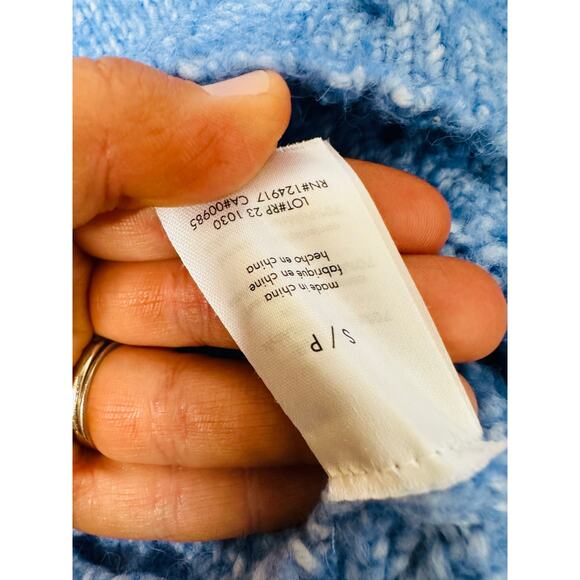 S / P
made in china
fabriqué en chine
hecho en china
LOT#RP 23 1030
RN#124917 CA#00985